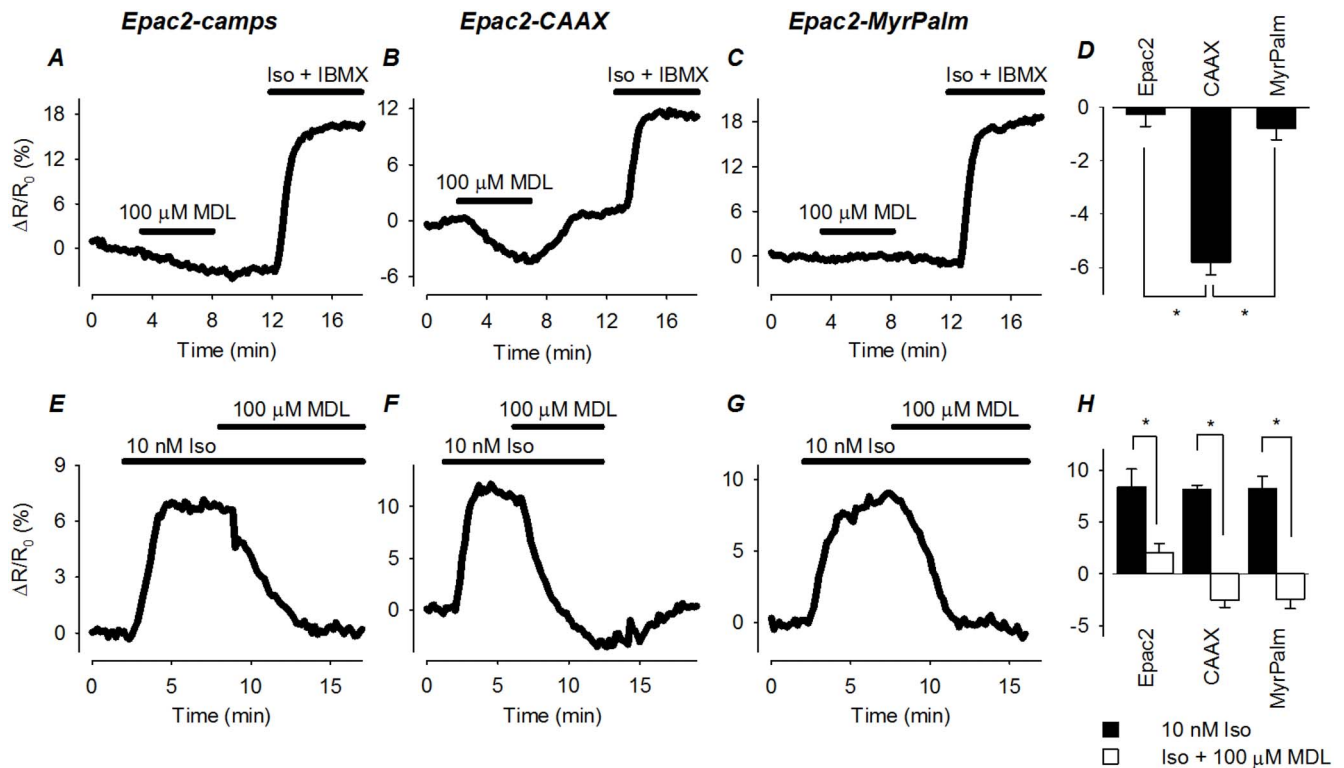 Epac2-camps
Epac2-CAAX
Epac2-MyrPalm
A
B
C
D
Iso + IBMX
Iso + IBMX
Iso + IBMX
Epac2
CAAX
MyrPalm
ΔR/R0 (%)
18
12
6
0
12
6
0
-6
18
12
6
0
0
-2
-4
-6
100 μM MDL
100 μM MDL
100 μM MDL
* *
0 4 8 12 16
0 4 8 12 16
0 4 8 12 16
Time (min)
Time (min)
Time (min)
E
F
G
H
100 μM MDL
100 μM MDL
100 μM MDL
10 nM Iso
10 nM Iso
10 nM Iso
* * *
ΔR/R0 (%)
9
6
3
0
10
5
0
10
5
0
10
5
0
-5
0 5 10 15
0 5 10 15
0 5 10 15
Time (min)
Time (min)
Time (min)
Epac2
CAAX
MyrPalm
10 nM Iso
Iso + 100 μM MDL